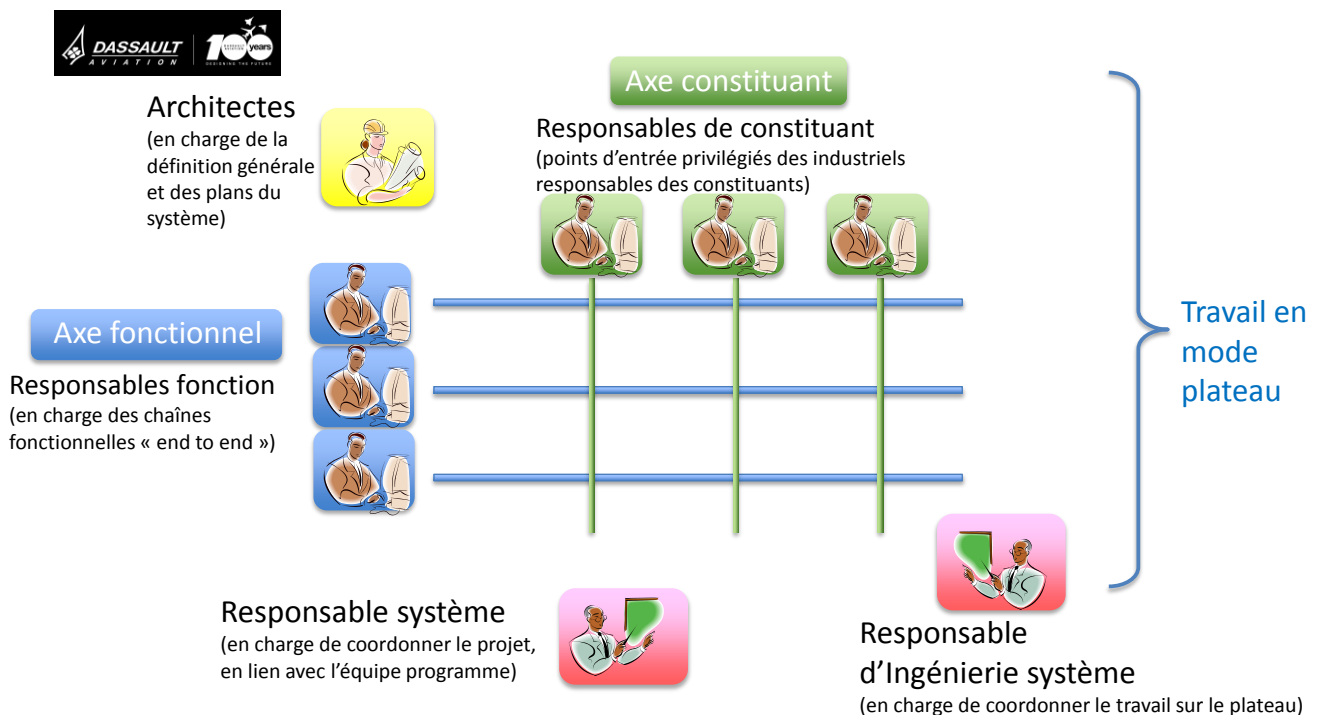 DASSAULT
AVIATION
100 years
DESIGNING THE FUTURE
Axe constituant
Architectes
(en charge de la
définition générale
et des plans du
système)
Responsables de constituant
(points d'entrée privilégiés des industriels
responsables des constituants)
Axe fonctionnel
Responsables fonction
(en charge des chaînes
fonctionnelles « end to end »)
Travail en
mode
plateau
Responsable système
(en charge de coordonner le projet,
en lien avec l'équipe programme)
Responsable
d'Ingénierie système
(en charge de coordonner le travail sur le plateau)